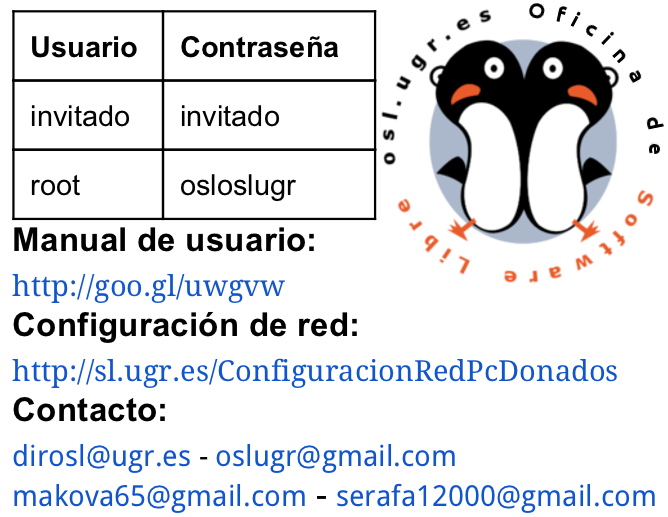 Usuario Contraseña
invitado invitado
root osloslugr
osl.ugr.es Oficina de Software Libre
Manual de usuario:
http://goo.gl/uwgvw
Configuración de red:
http://sl.ugr.es/ConfiguracionRedPcDonados
Contacto:
dirosl@ugr.es - oslugr@gmail.com
makova65@gmail.com - serafa12000@gmail.com